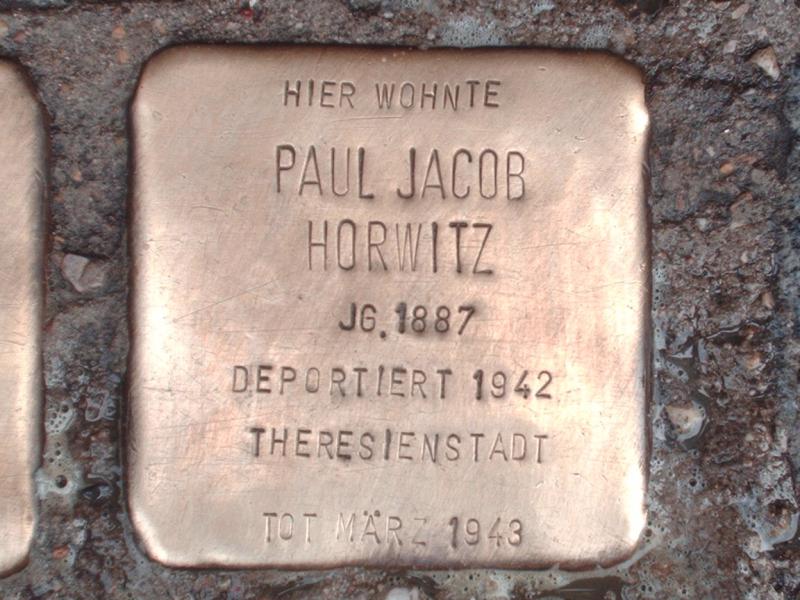 HIER WOHNTE
PAUL JACOB
HORWITZ
JG. 1887
DEPORTIERT 1942
THERESIENSTADT
TOT MÄRZ 1943